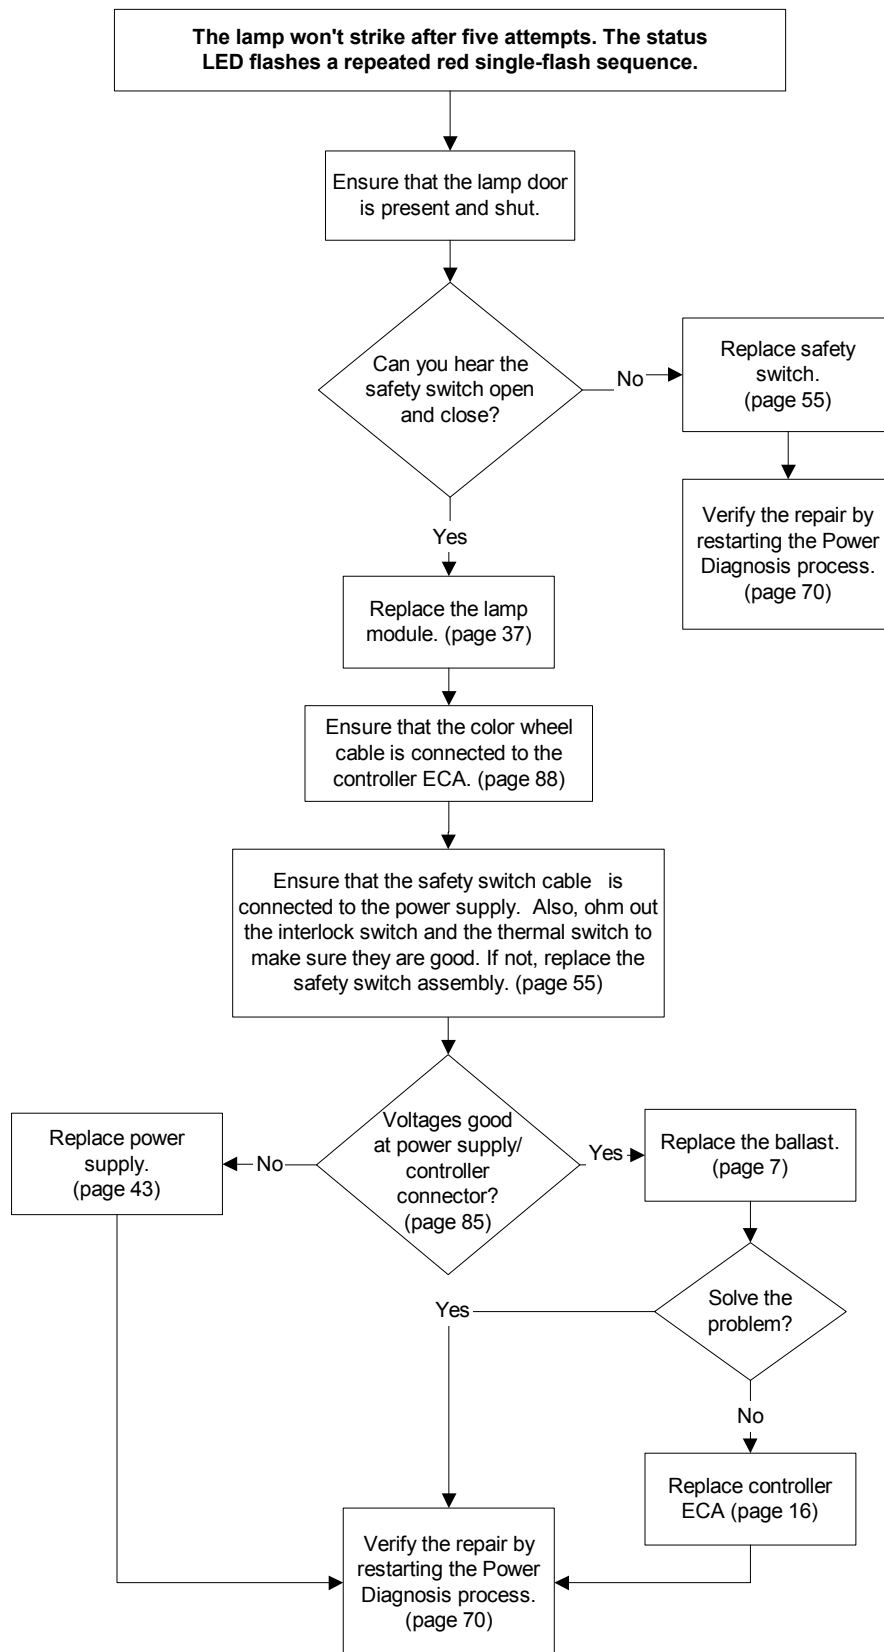 The lamp won't strike after five attempts. The status
LED flashes a repeated red single-flash sequence.
Ensure that the lamp door
is present and shut.
Can you hear the
safety switch open
and close?
No
Replace safety
switch.
(page 55)
Verify the repair by
restarting the Power
Diagnosis process.
(page 70)
Yes
Replace the lamp
module. (page 37)
Ensure that the color wheel
cable is connected to the
controller ECA. (page 88)
Ensure that the safety switch cable is
connected to the power supply. Also, ohm out
the interlock switch and the thermal switch to
make sure they are good. If not, replace the
safety switch assembly. (page 55)
Voltages good
at power supply/
controller
connector?
(page 85)
No
Replace power
supply.
(page 43)
Yes
Replace the ballast.
(page 7)
Solve the
problem?
Yes
No
Replace controller
ECA (page 16)
Verify the repair by
restarting the Power
Diagnosis process.
(page 70)